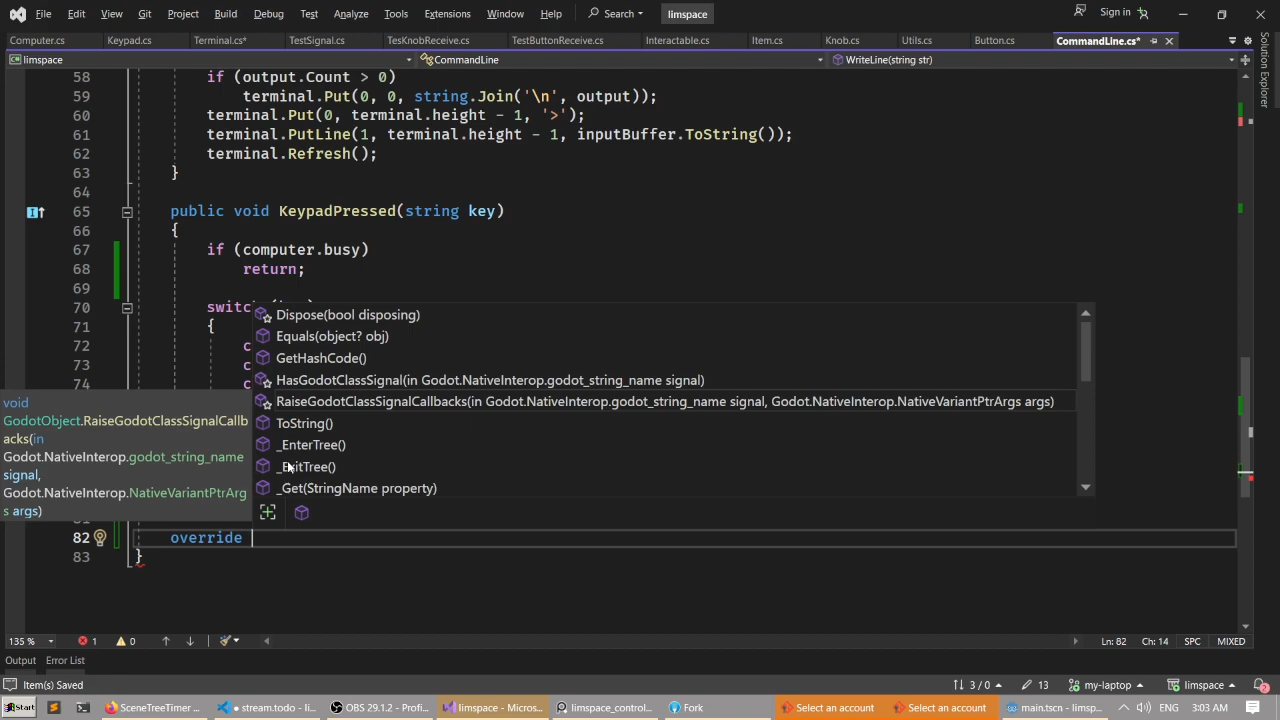 File Edit View Git Project Build Debug Test Analyze Tools Extensions Window Help Search limspace Sign in
Computer.cs Keypad.cs Terminal.cs* TestSignal.cs TesKnobReceive.cs TestButtonReceive.cs Interactable.cs Item.cs Knob.cs Utils.cs Button.cs CommandLine.cs*
limspace CommandLine WriteLine(string str)
58 if (output.Count > 0)
59 terminal.Put(0, 0, string.Join('\n', output));
60 terminal.Put(0, terminal.height - 1, '>');
61 terminal.PutLine(1, terminal.height - 1, inputBuffer.ToString());
62 terminal.Refresh();
63 }
64
65 public void KeypadPressed(string key)
66 {
67 if (computer.busy)
68 return;
69
70 switc
71 {
72 c
73 c
74 c
Dispose(bool disposing)
Equals(object? obj)
GetHashCode()
HasGodotClassSignal(in Godot.NativeInterop.godot_string_name signal)
RaiseGodotClassSignalCallbacks(in Godot.NativeInterop.godot_string_name signal, Godot.NativeInterop.NativeVariantPtrArgs args)
ToString()
_EnterTree()
_ExitTree()
_Get(StringName property)
void
GodotObject.RaiseGodotClassSignalCallb
acks(in
Godot.NativeInterop.godot_string_name
signal,
Godot.NativeInterop.NativeVariantPtrArg
s args)
82 override
83 }
135 % 1 0 Ln: 82 Ch: 14 SPC MIXED
Output Error List
Item(s) Saved 3 / 0 13 my-laptop limspace 2
Start SceneTreeTimer ... stream.todo - li... OBS 29.1.2 - Profi... limspace - Micros... limspace_control... Fork Select an account Select an account main.tscn - limsp... ENG 3:03 AM